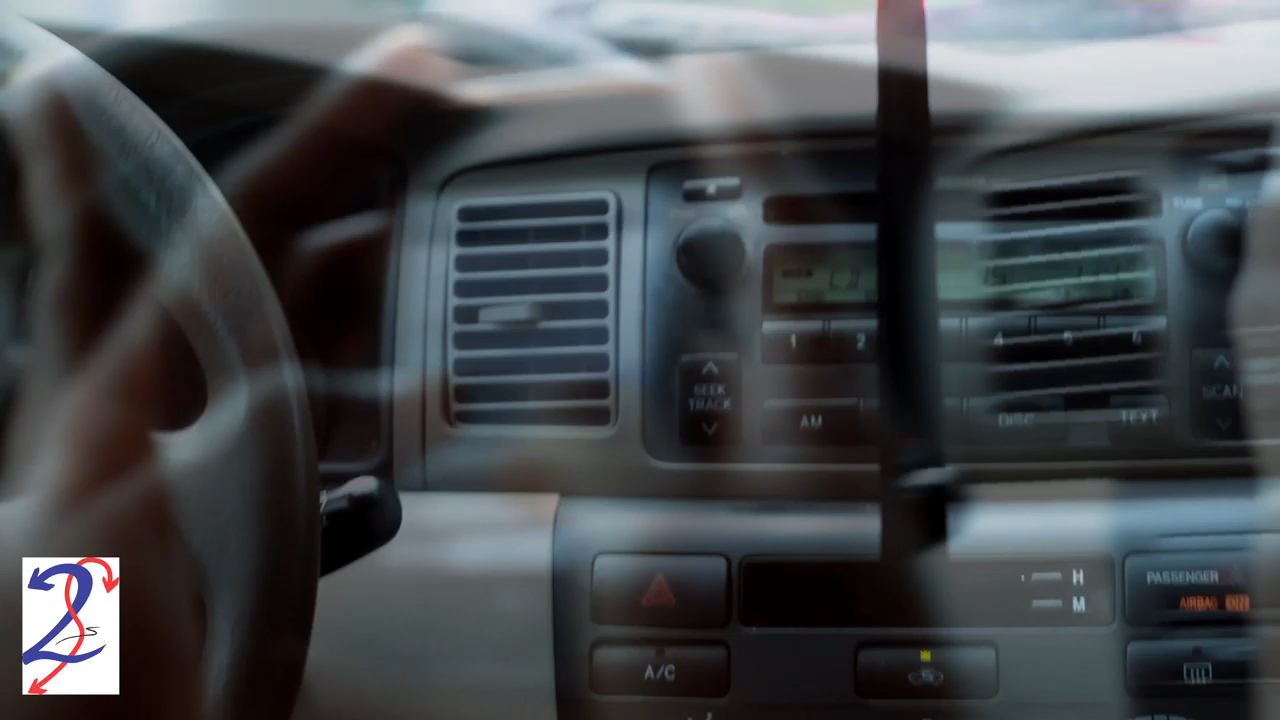 SEEK
TRACK
1 2 4 5 6
AM DISC TEXT
TUNE
SCAN
H
M
PASSENGER
AIRBAG
A/C